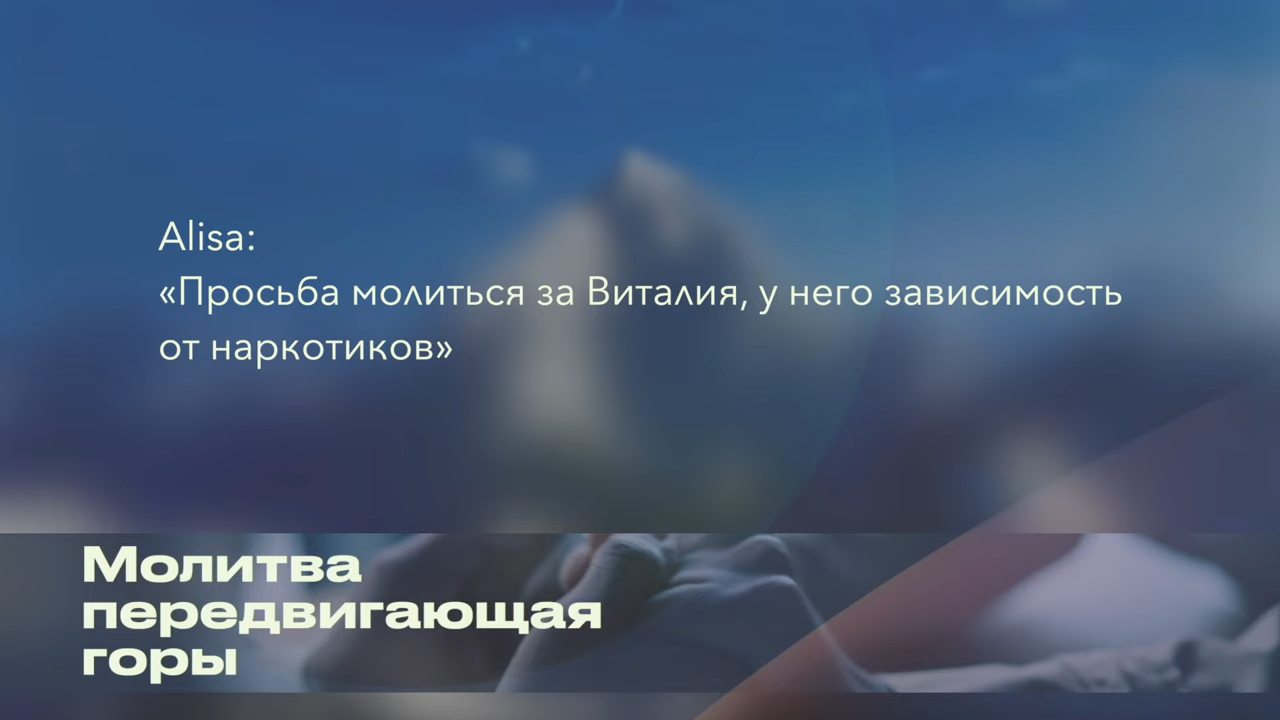 Alisa:
«Просьба молиться за Виталия, у него зависимость
от наркотиков»
Молитва
передвигающая
горы